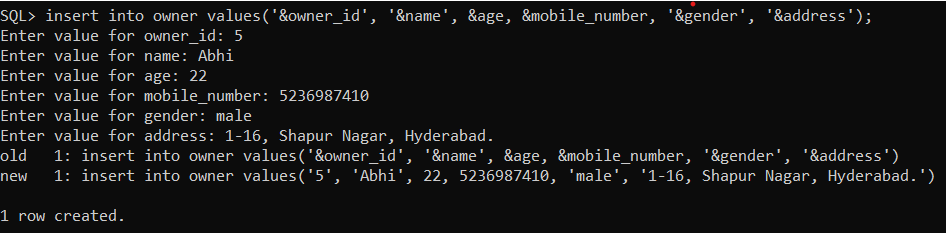 SQL> insert into owner values('&owner_id', '&name', &age, &mobile_number, '&gender', '&address');
Enter value for owner_id: 5
Enter value for name: Abhi
Enter value for age: 22
Enter value for mobile_number: 5236987410
Enter value for gender: male
Enter value for address: 1-16, Shapur Nagar, Hyderabad.
old   1: insert into owner values('&owner_id', '&name', &age, &mobile_number, '&gender', '&address')
new   1: insert into owner values('5', 'Abhi', 22, 5236987410, 'male', '1-16, Shapur Nagar, Hyderabad.')
1 row created.